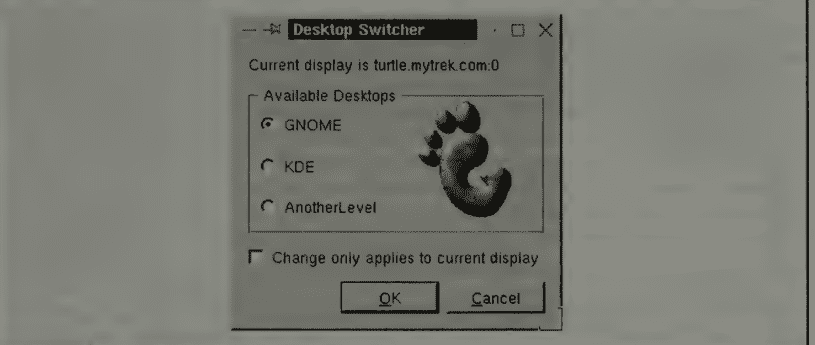 Desktop Switcher
Current display is turtle.mytrek.com:0
Available Desktops
GNOME
KDE
AnotherLevel
Change only applies to current display
OK
Cancel